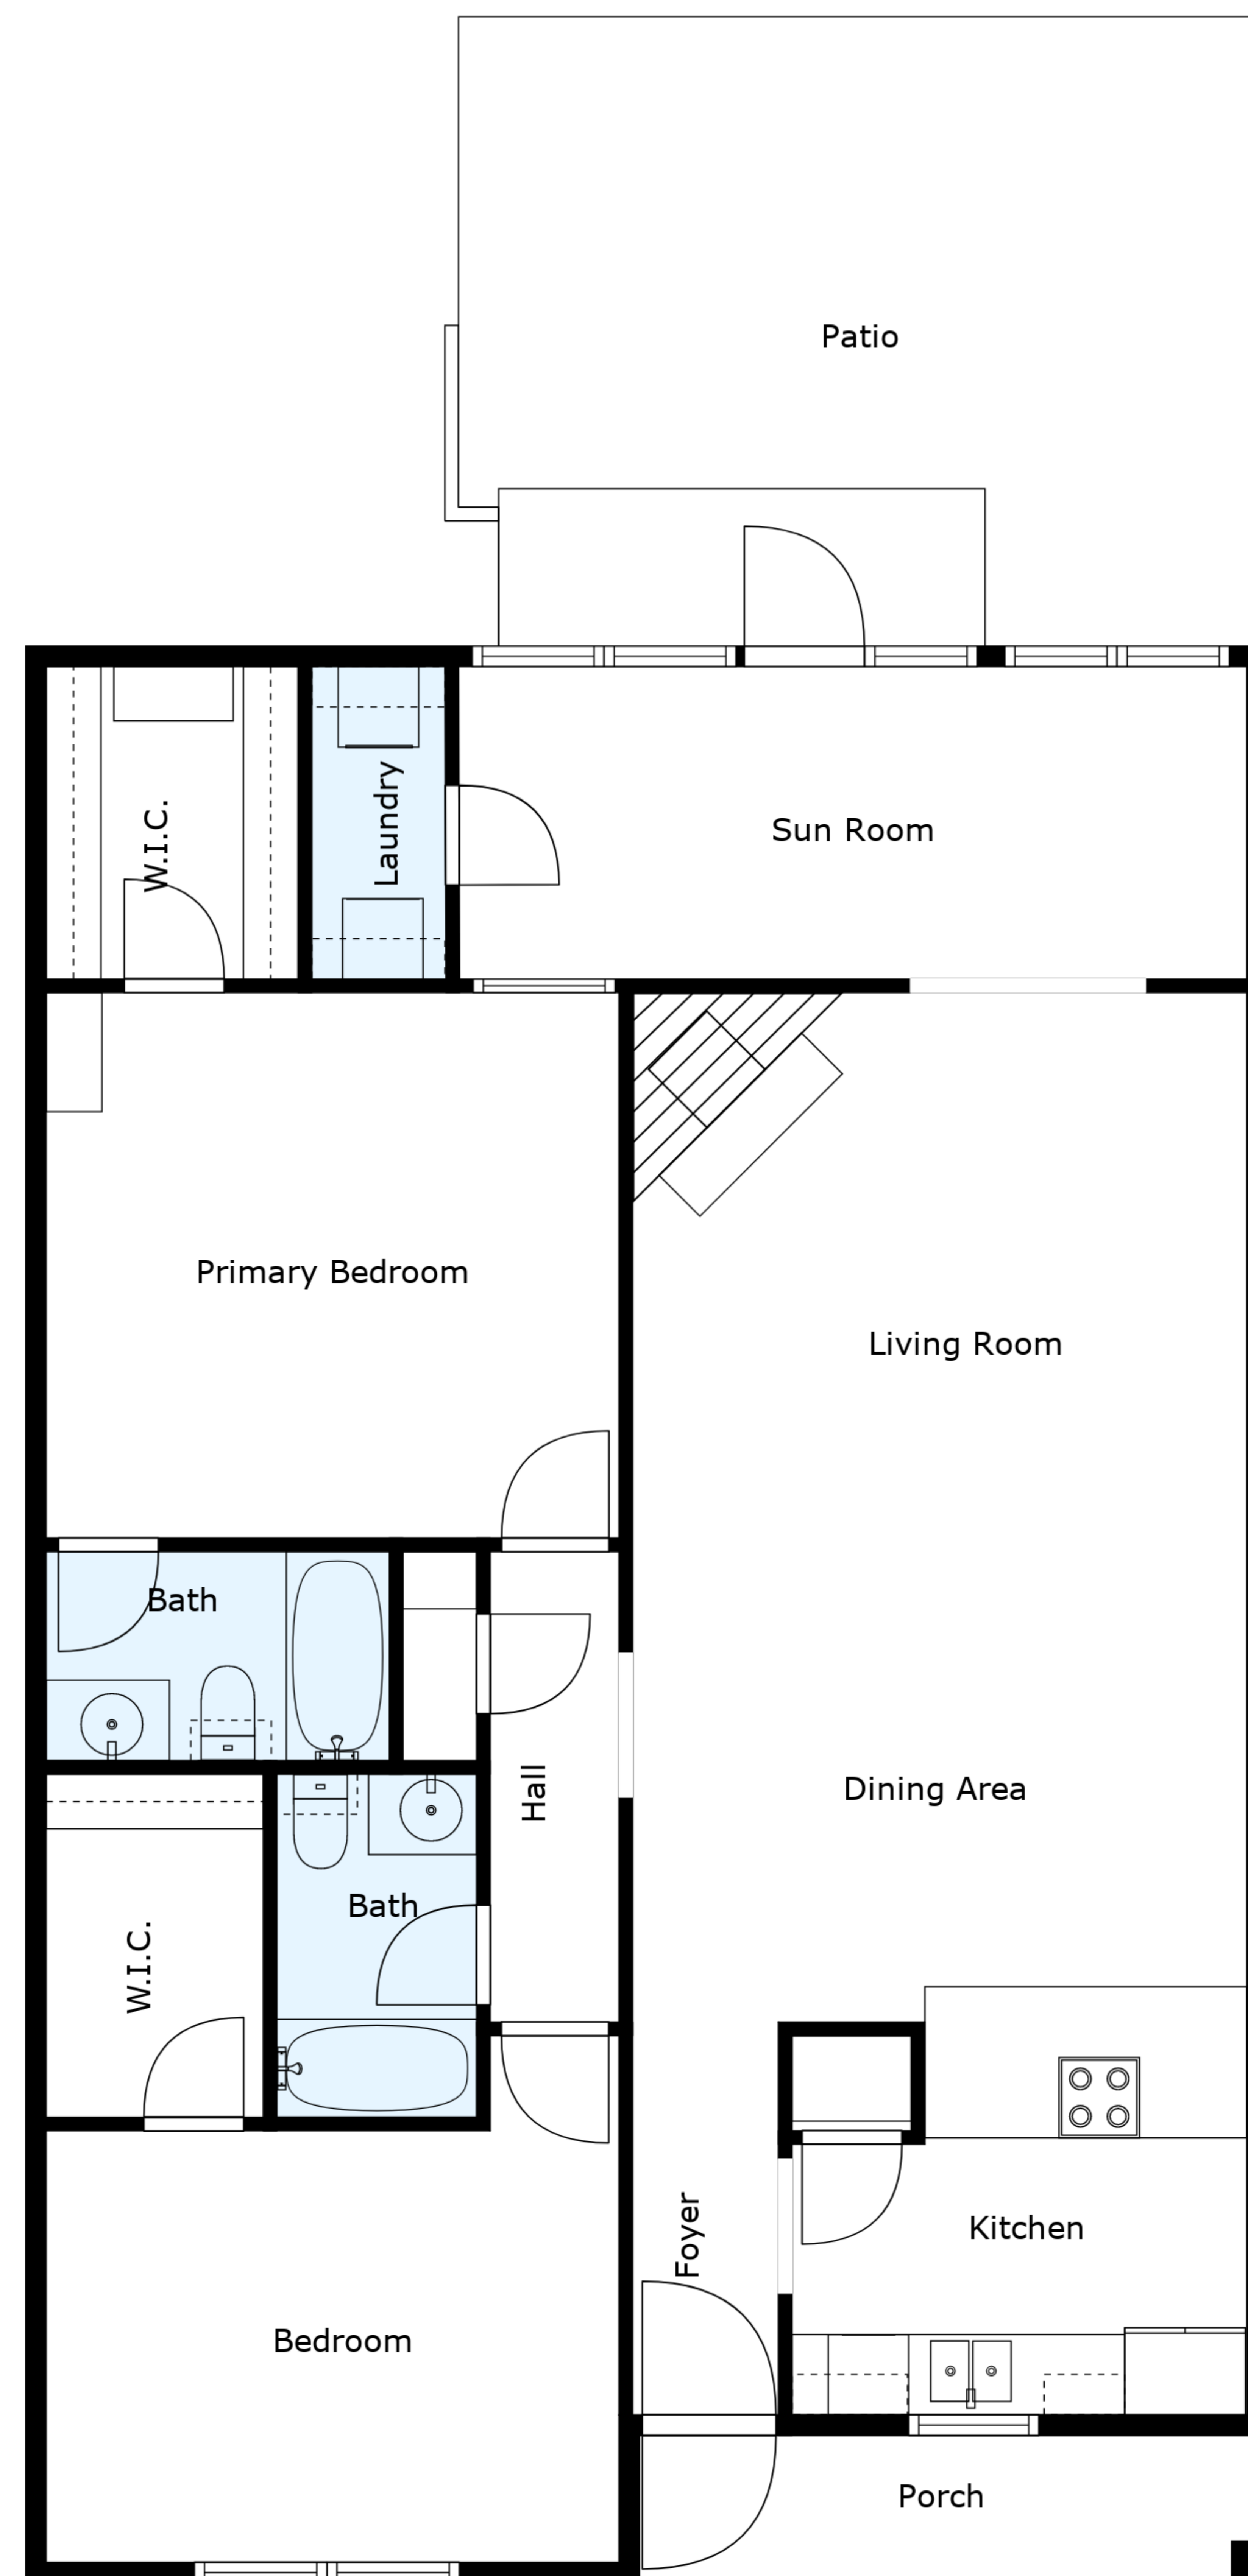 Patio
W.I.C.
Laundry
Sun Room
Primary Bedroom
Living Room
Bath
Hall
Dining Area
Bath
W.I.C.
Foyer
Kitchen
Bedroom
Porch